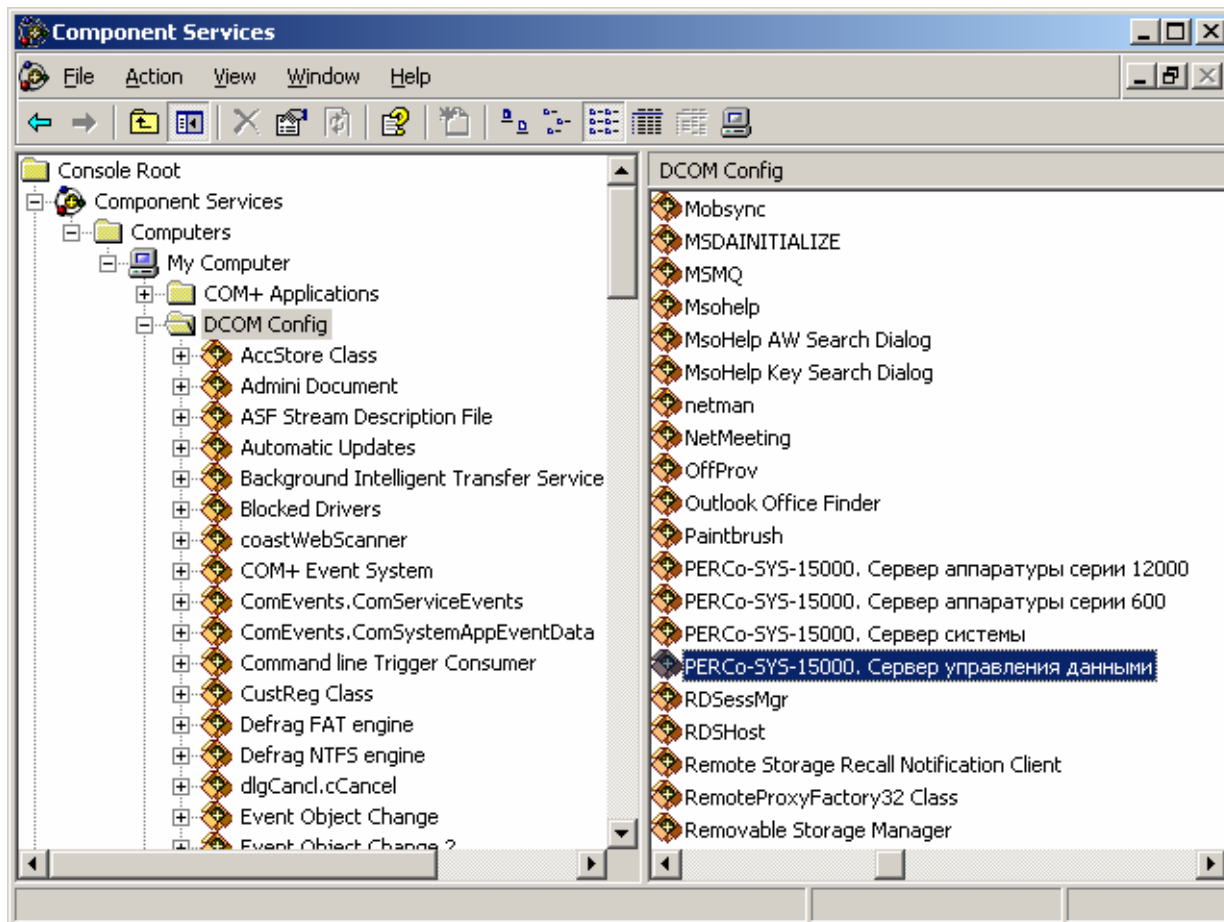 Component Services
File Action View Window Help
Console Root
Component Services
Computers
My Computer
COM+ Applications
DCOM Config
AccStore Class
Admini Document
ASF Stream Description File
Automatic Updates
Background Intelligent Transfer Service
Blocked Drivers
coastWebScanner
COM+ Event System
ComEvents.ComServiceEvents
ComEvents.ComSystemAppEventData
Command line Trigger Consumer
CustReg Class
Defrag FAT engine
Defrag NTFS engine
dlgCancl.cCancel
Event Object Change
Event Object Change 2
DCOM Config
Mobsync
MSDAINITIALIZE
MSMQ
Msohelp
MsoHelp AW Search Dialog
MsoHelp Key Search Dialog
netman
NetMeeting
OffProv
Outlook Office Finder
Paintbrush
PERCo-SYS-15000. Сервер аппаратуры серии 12000
PERCo-SYS-15000. Сервер аппаратуры серии 600
PERCo-SYS-15000. Сервер системы
PERCo-SYS-15000. Сервер управления данными
RDSessMgr
RDSHost
Remote Storage Recall Notification Client
RemoteProxyFactory32 Class
Removable Storage Manager